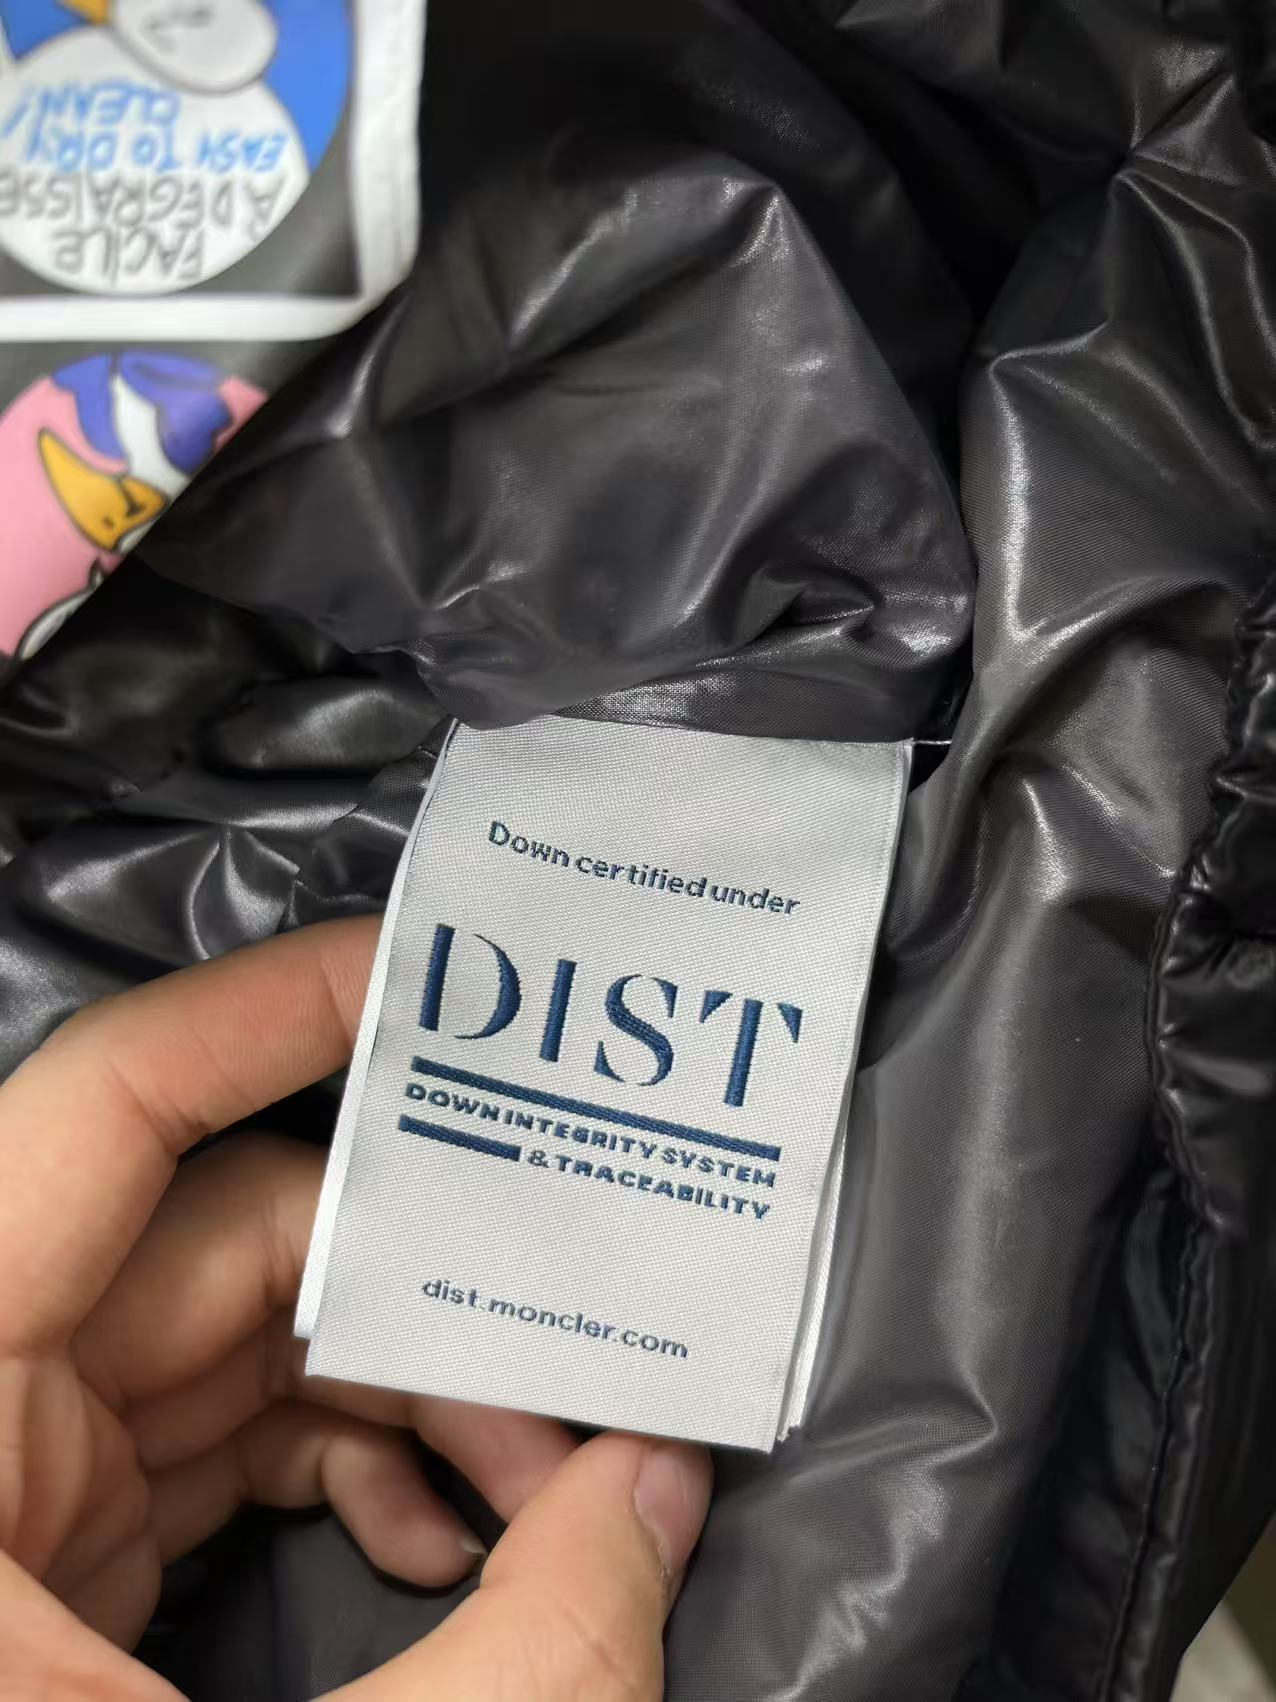 FACILE
A DEGRAISSE
EASY TO DRY
CLEAN!
Down certified under
DIST
DOWN INTEGRITY SYSTEM
& TRACEABILITY
dist.moncler.com